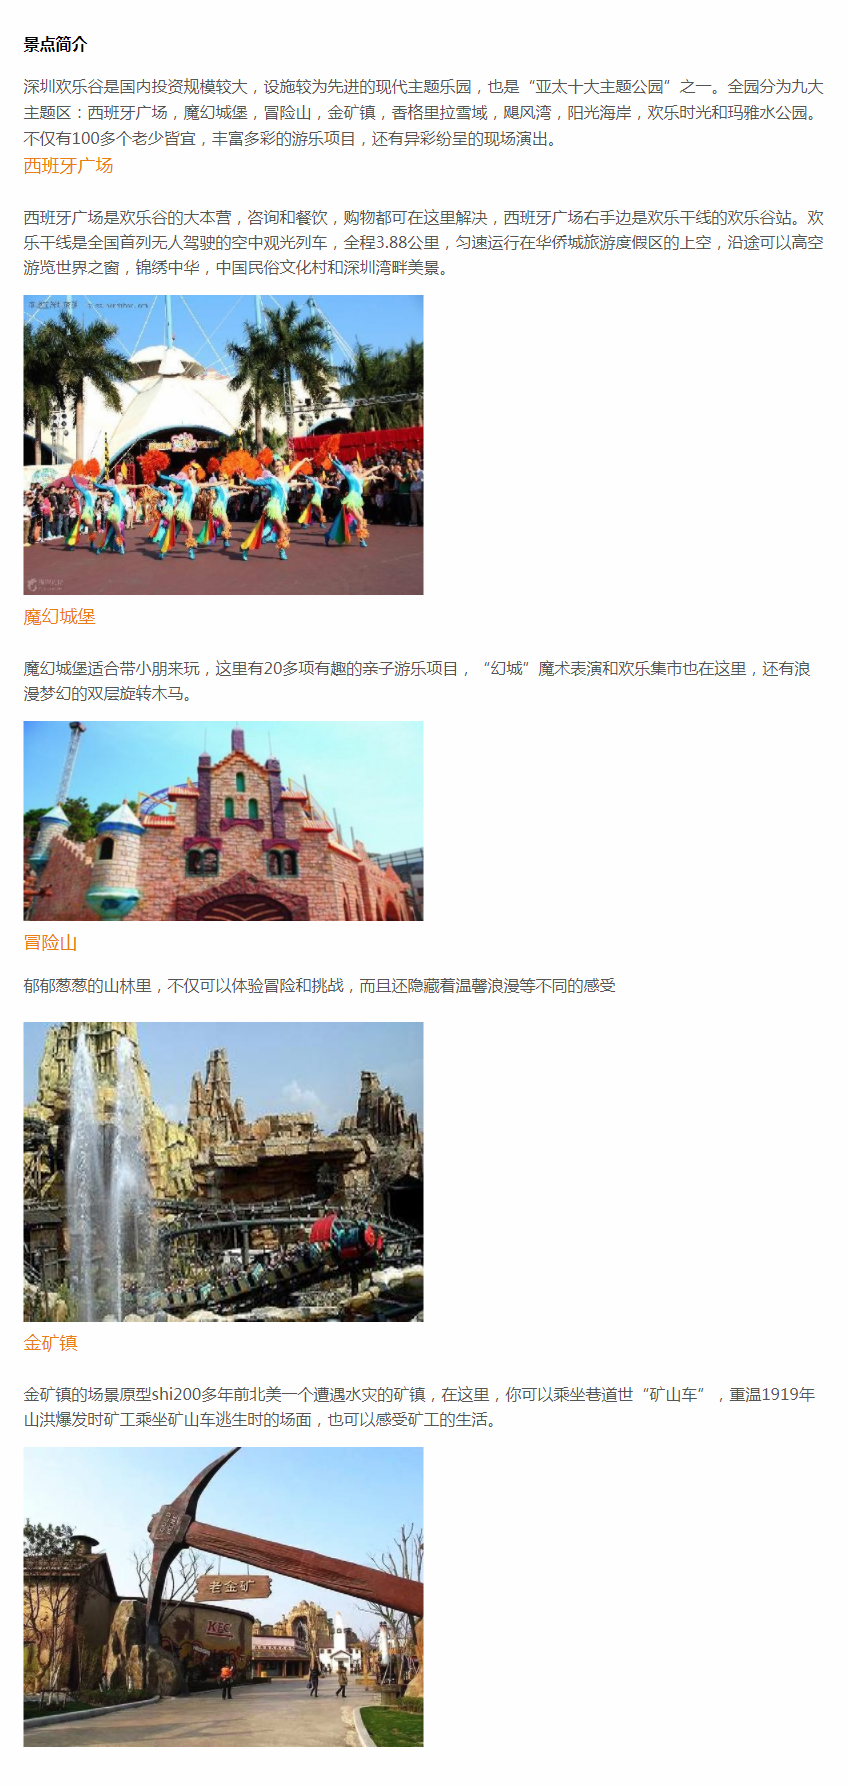 景点简介
深圳欢乐谷是国内投资规模较大，设施较为先进的现代主题乐园，也是“亚太十大主题公园”之一。全园分为九大
主题区：西班牙广场，魔幻城堡，冒险山，金矿镇，香格里拉雪域，飓风湾，阳光海岸，欢乐时光和玛雅水公园。
不仅有100多个老少皆宜，丰富多彩的游乐项目，还有异彩纷呈的现场演出。
西班牙广场
西班牙广场是欢乐谷的大本营，咨询和餐饮，购物都可在这里解决，西班牙广场右手边是欢乐干线的欢乐谷站。欢
乐干线是全国首列无人驾驶的空中观光列车，全程3.88公里，匀速运行在华侨城旅游度假区的上空，沿途可以高空
游览世界之窗，锦绣中华，中国民俗文化村和深圳湾畔美景。
魔幻城堡
魔幻城堡适合带小朋来玩，这里有20多项有趣的亲子游乐项目，“幻城”魔术表演和欢乐集市也在这里，还有浪
漫梦幻的双层旋转木马。
冒险山
郁郁葱葱的山林里，不仅可以体验冒险和挑战，而且还隐藏着温馨浪漫等不同的感受
金矿镇
金矿镇的场景原型shi200多年前北美一个遭遇水灾的矿镇，在这里，你可以乘坐巷道世“矿山车”，重温1919年
山洪爆发时矿工乘坐矿山车逃生时的场面，也可以感受矿工的生活。
老金矿
KFC